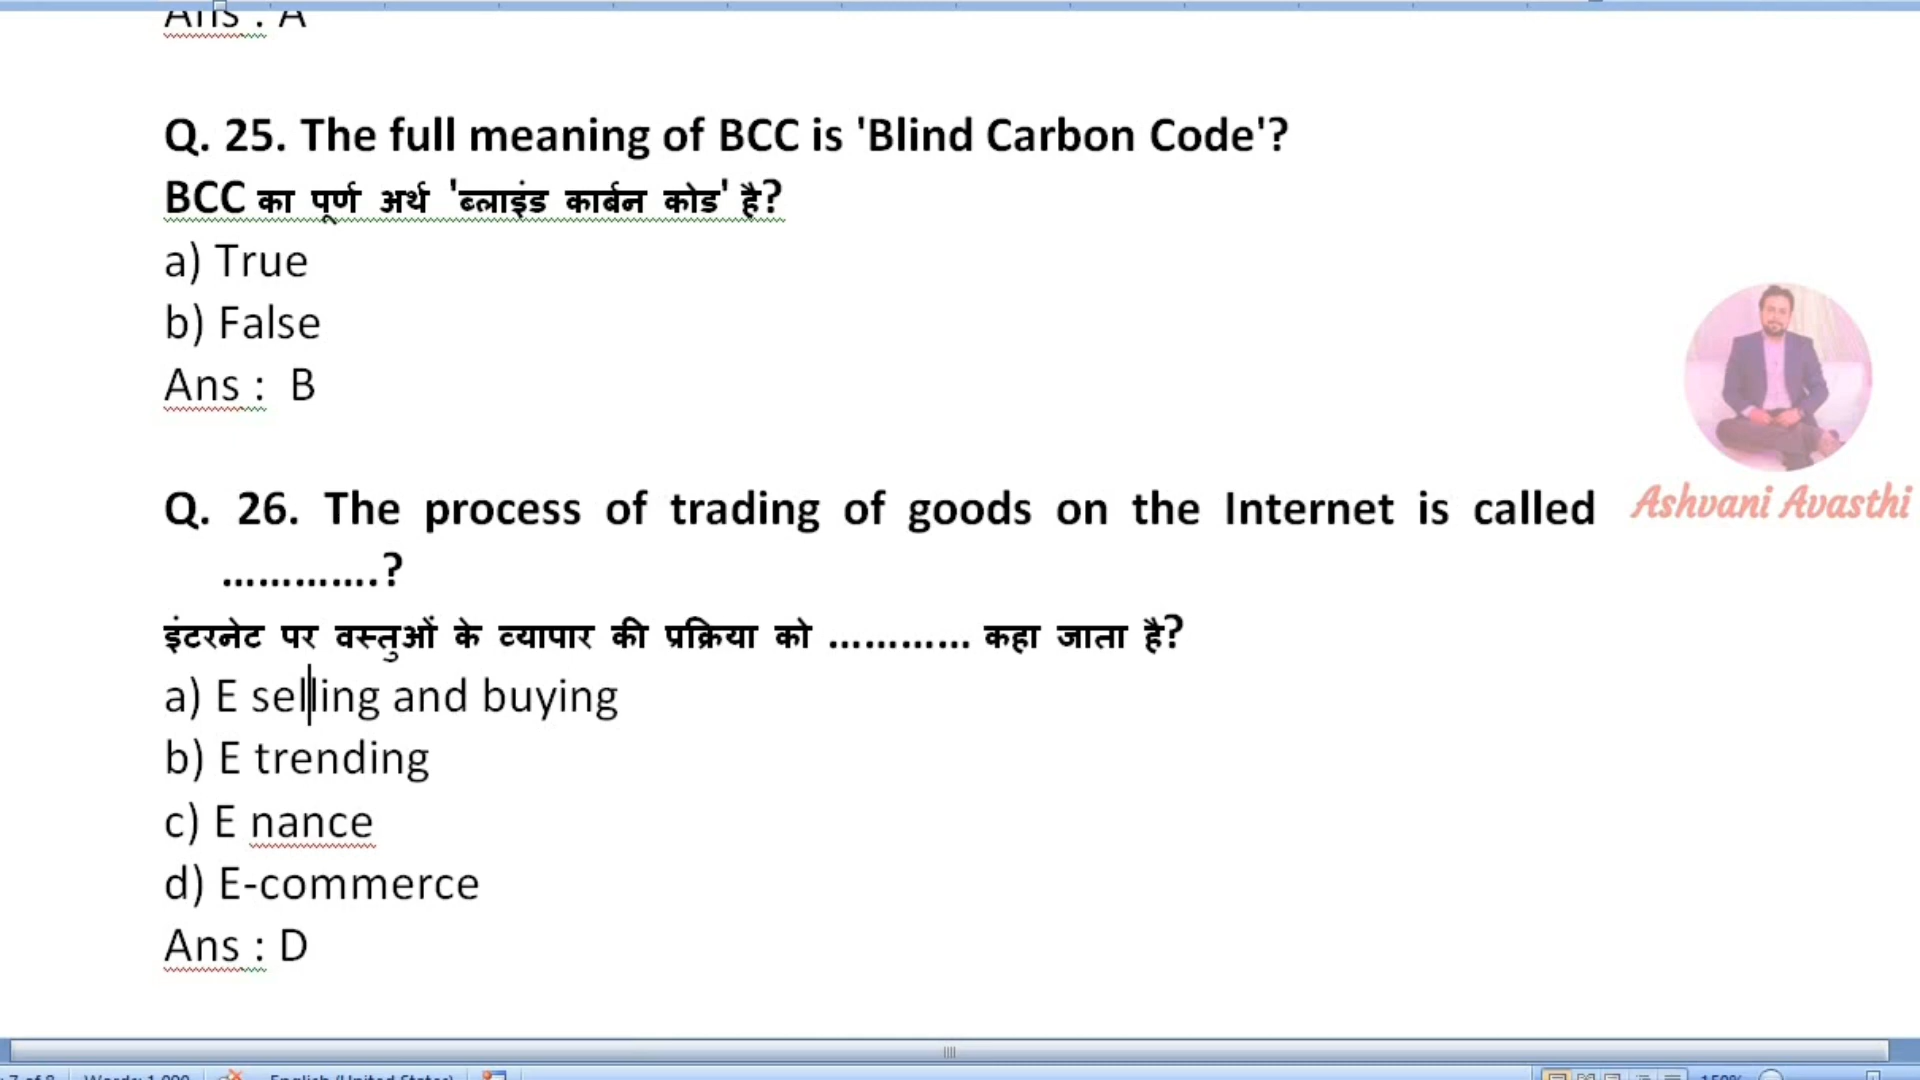 Ans : A
Q. 25. The full meaning of BCC is 'Blind Carbon Code'?
BCC का पूर्ण अर्थ 'ब्लाइंड कार्बन कोड' है?
a) True
b) False
Ans : B
Q. 26. The process of trading of goods on the Internet is called
.............?
इंटरनेट पर वस्तुओं के व्यापार की प्रक्रिया को ............ कहा जाता है?
a) E selling and buying
b) E trending
c) E nance
d) E-commerce
Ans : D
Ashvani Avasthi
English (United States)